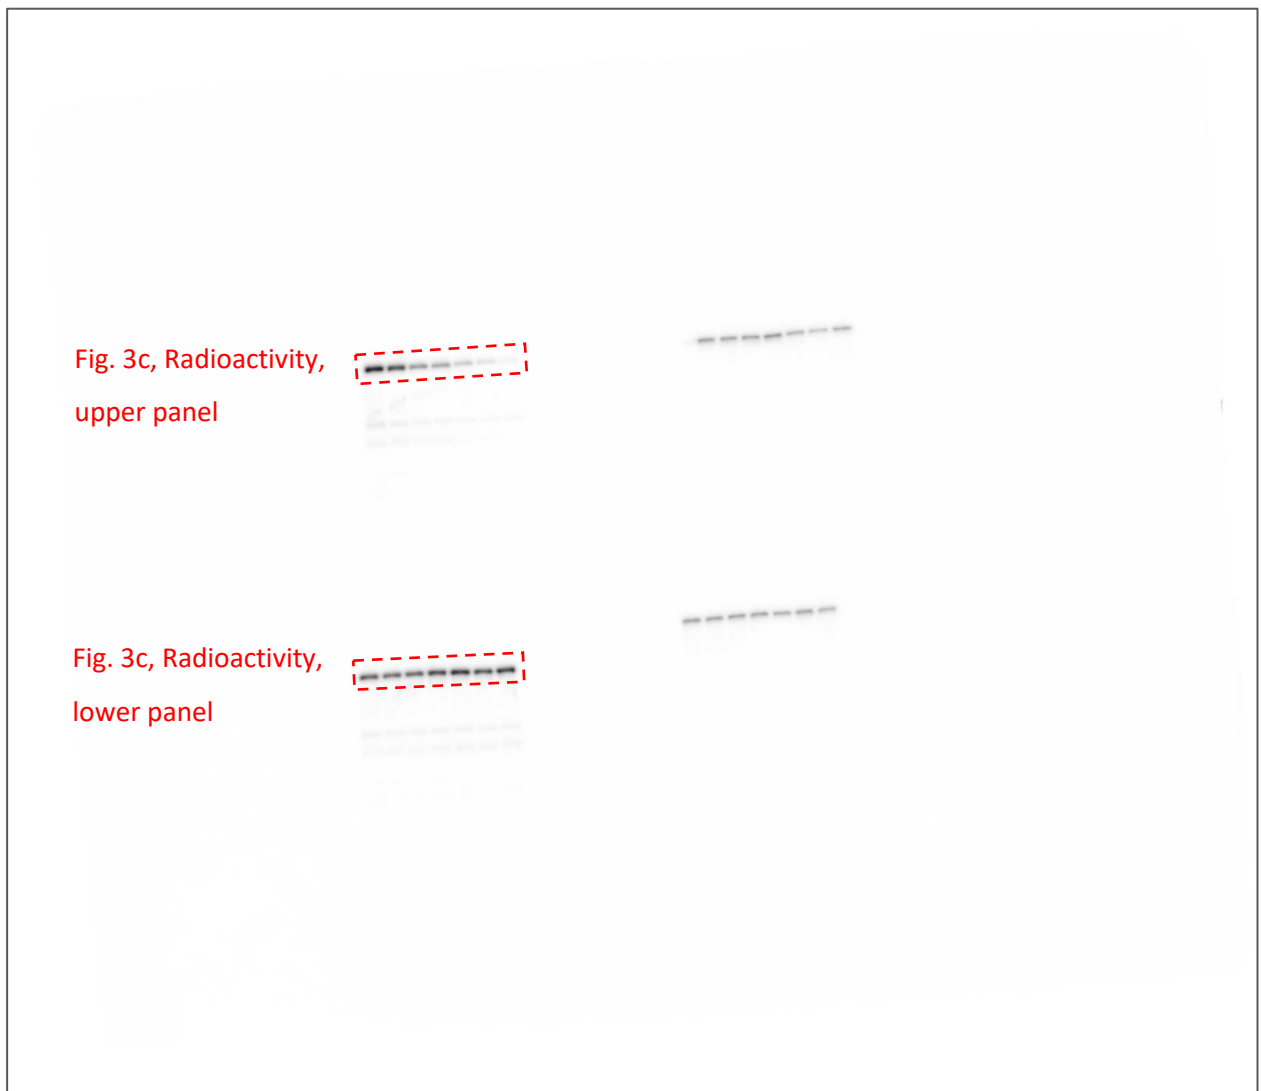 Fig. 3c, Radioactivity,
upper panel
Fig. 3c, Radioactivity,
lower panel